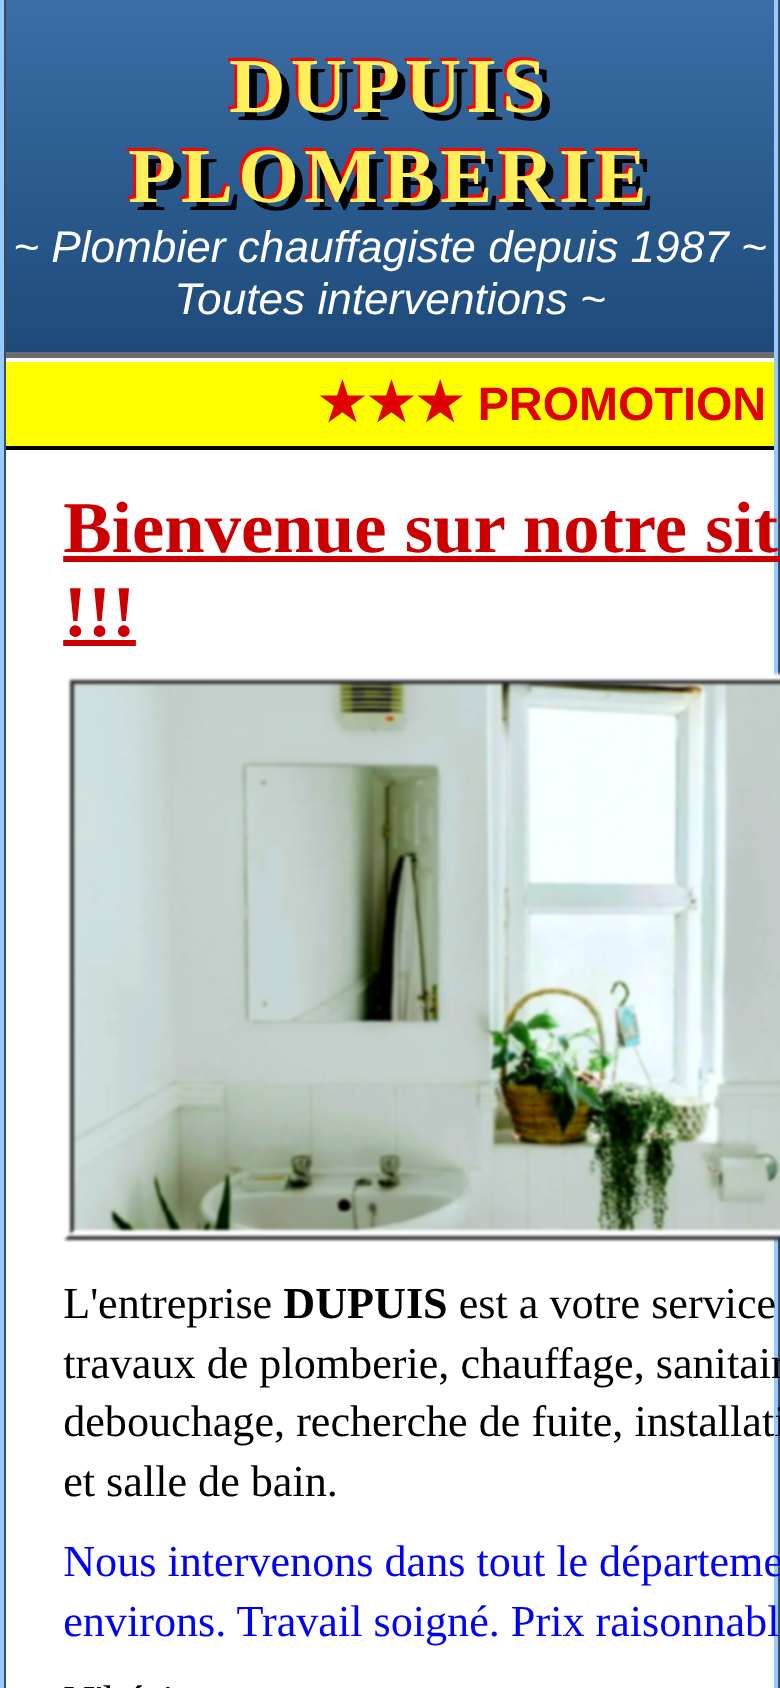 DUPUIS
PLOMBERIE
~ Plombier chauffagiste depuis 1987 ~
Toutes interventions ~
★★★ PROMOTION
Bienvenue sur notre sit
!!!
L'entreprise DUPUIS est a votre service
travaux de plomberie, chauffage, sanitair
debouchage, recherche de fuite, installati
et salle de bain.
Nous intervenons dans tout le départeme
environs. Travail soigné. Prix raisonnabl